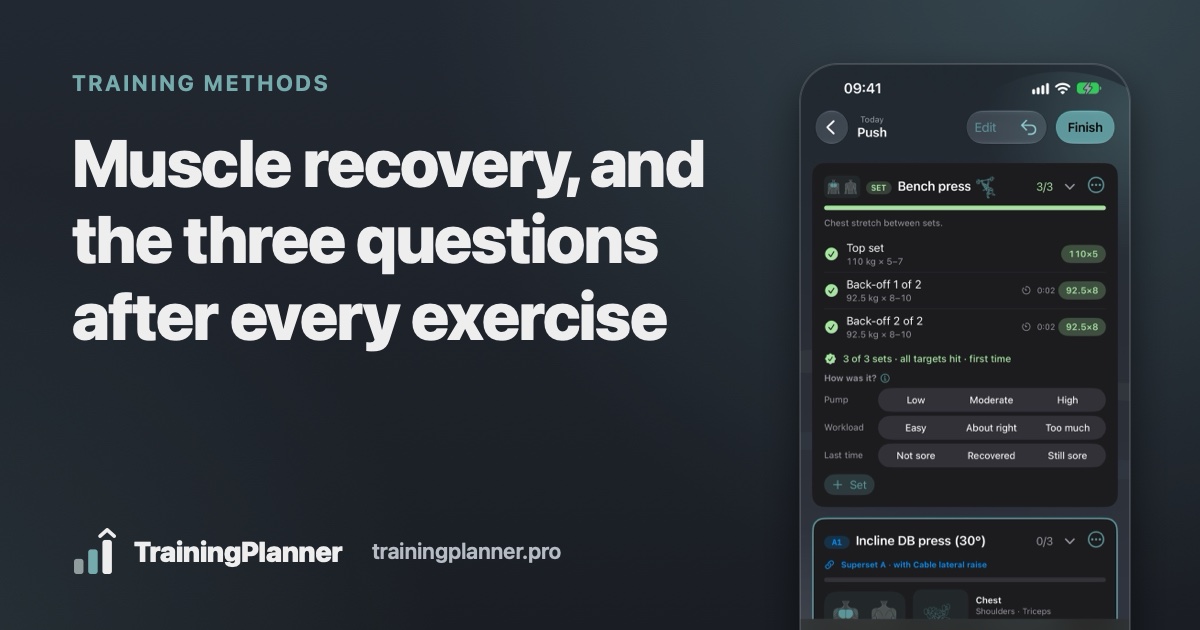 TRAINING METHODS
Muscle recovery, and
the three questions
after every exercise
TrainingPlanner
trainingplanner.pro
09:41
Today
Push
Edit
Finish
SET Bench press 3/3
Chest stretch between sets.
Top set
110 kg × 5–7
110×5
Back-off 1 of 2
92.5 kg × 8–10
0:02 92.5×8
Back-off 2 of 2
92.5 kg × 8–10
0:02 92.5×8
3 of 3 sets · all targets hit · first time
How was it?
Pump Low Moderate High
Workload Easy About right Too much
Last time Not sore Recovered Still sore
+ Set
A1 Incline DB press (30°) 0/3
Superset A · with Cable lateral raise
Chest
Shoulders · Triceps